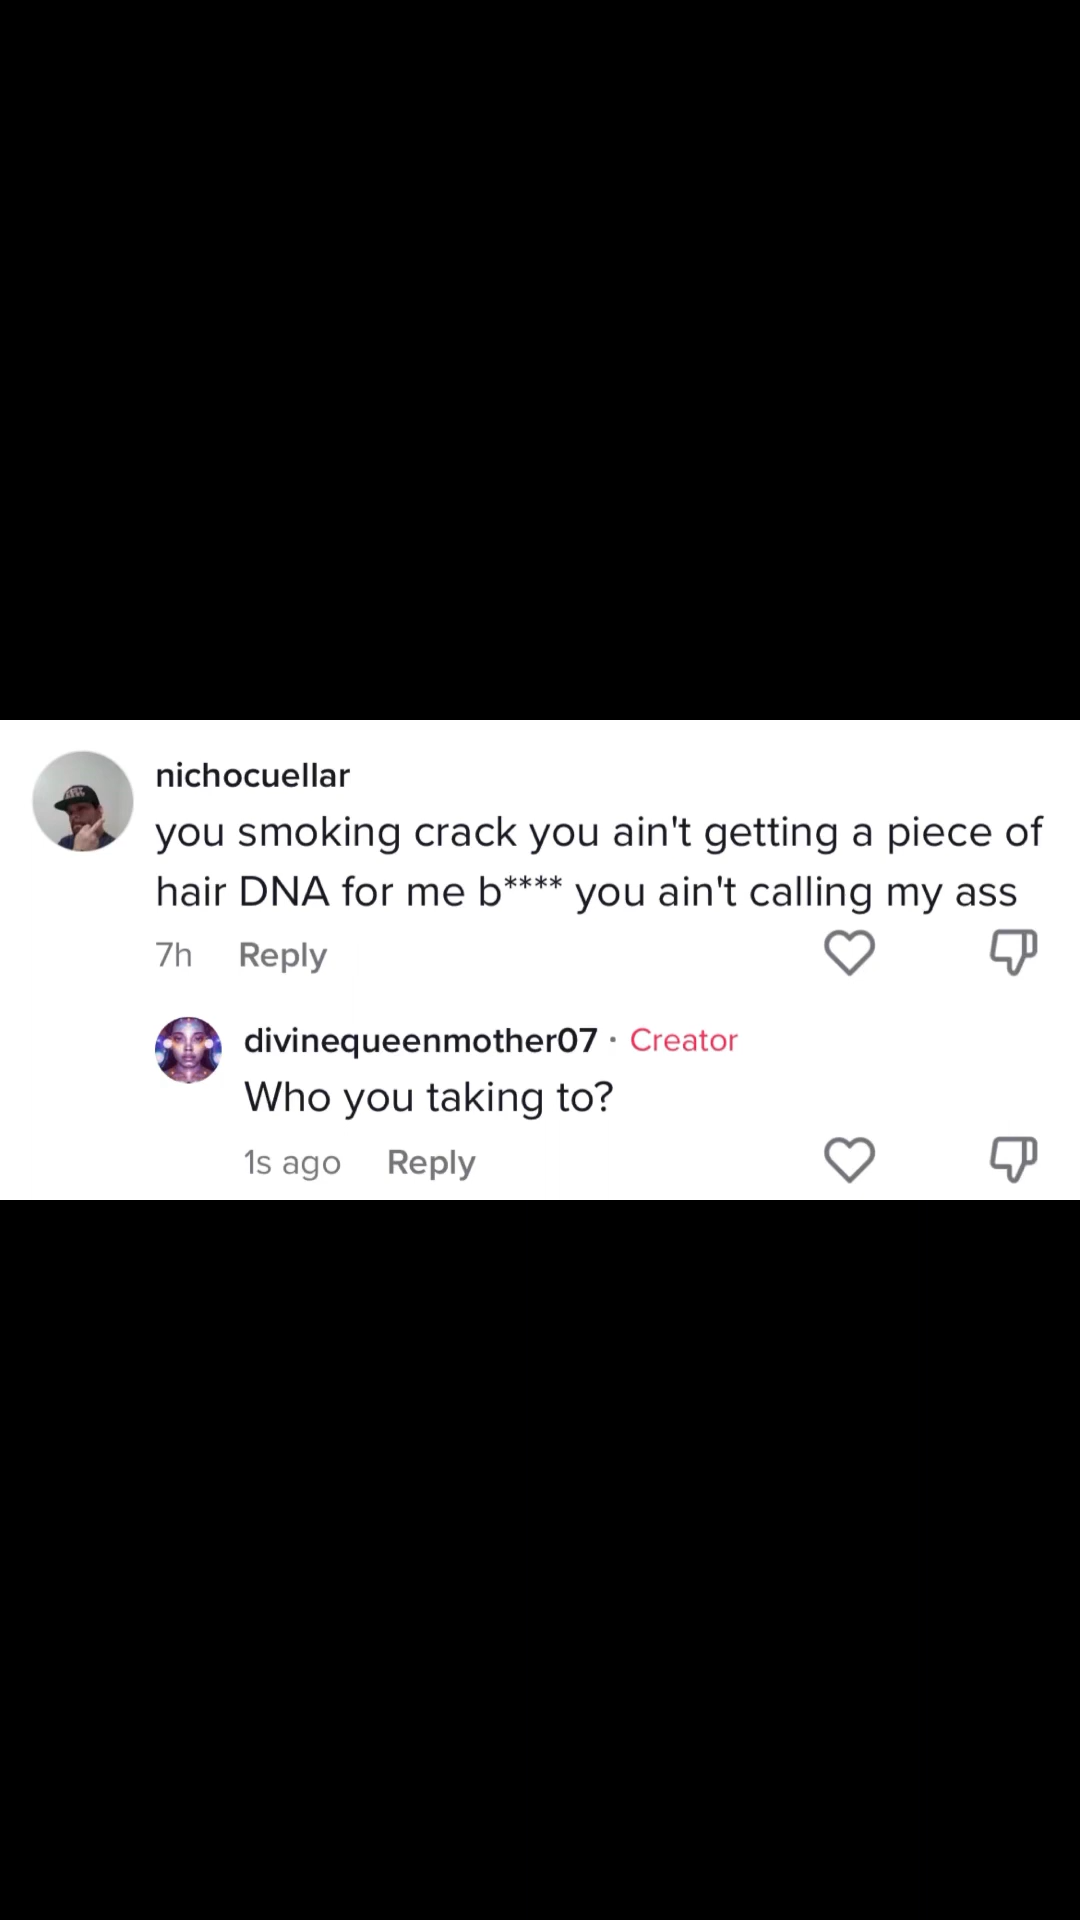 nichocuellar
you smoking crack you ain't getting a piece of
hair DNA for me b**** you ain't calling my ass
7h Reply
divinequeenmother07 · Creator
Who you taking to?
1s ago Reply